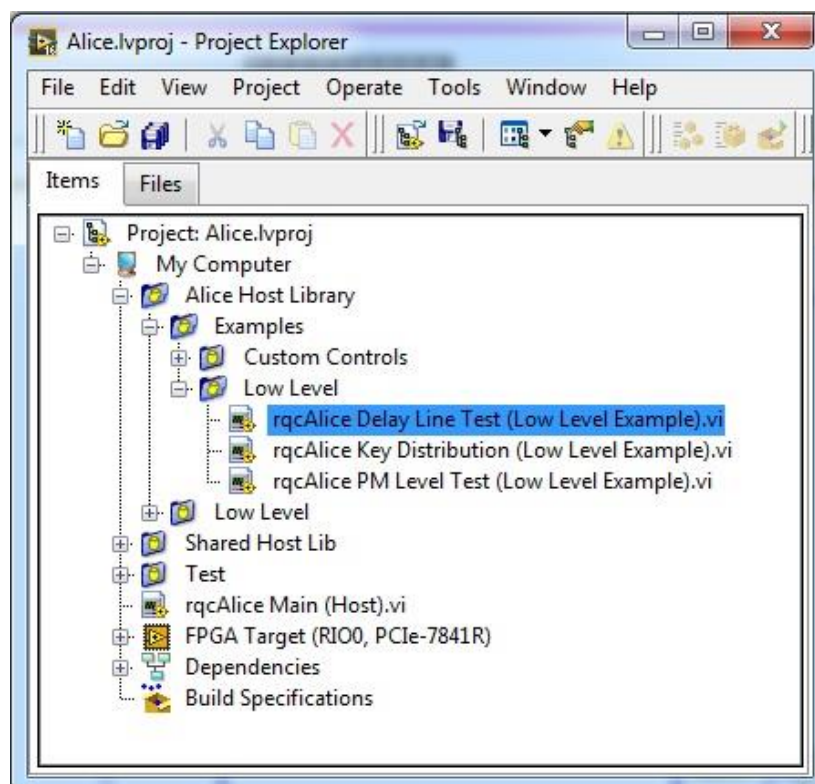 Alice.lvproj - Project Explorer
File Edit View Project Operate Tools Window Help
Items Files
Project: Alice.lvproj
My Computer
Alice Host Library
Examples
Custom Controls
Low Level
rqcAlice Delay Line Test (Low Level Example).vi
rqcAlice Key Distribution (Low Level Example).vi
rqcAlice PM Level Test (Low Level Example).vi
Low Level
Shared Host Lib
Test
rqcAlice Main (Host).vi
FPGA Target (RIO0, PCIe-7841R)
Dependencies
Build Specifications